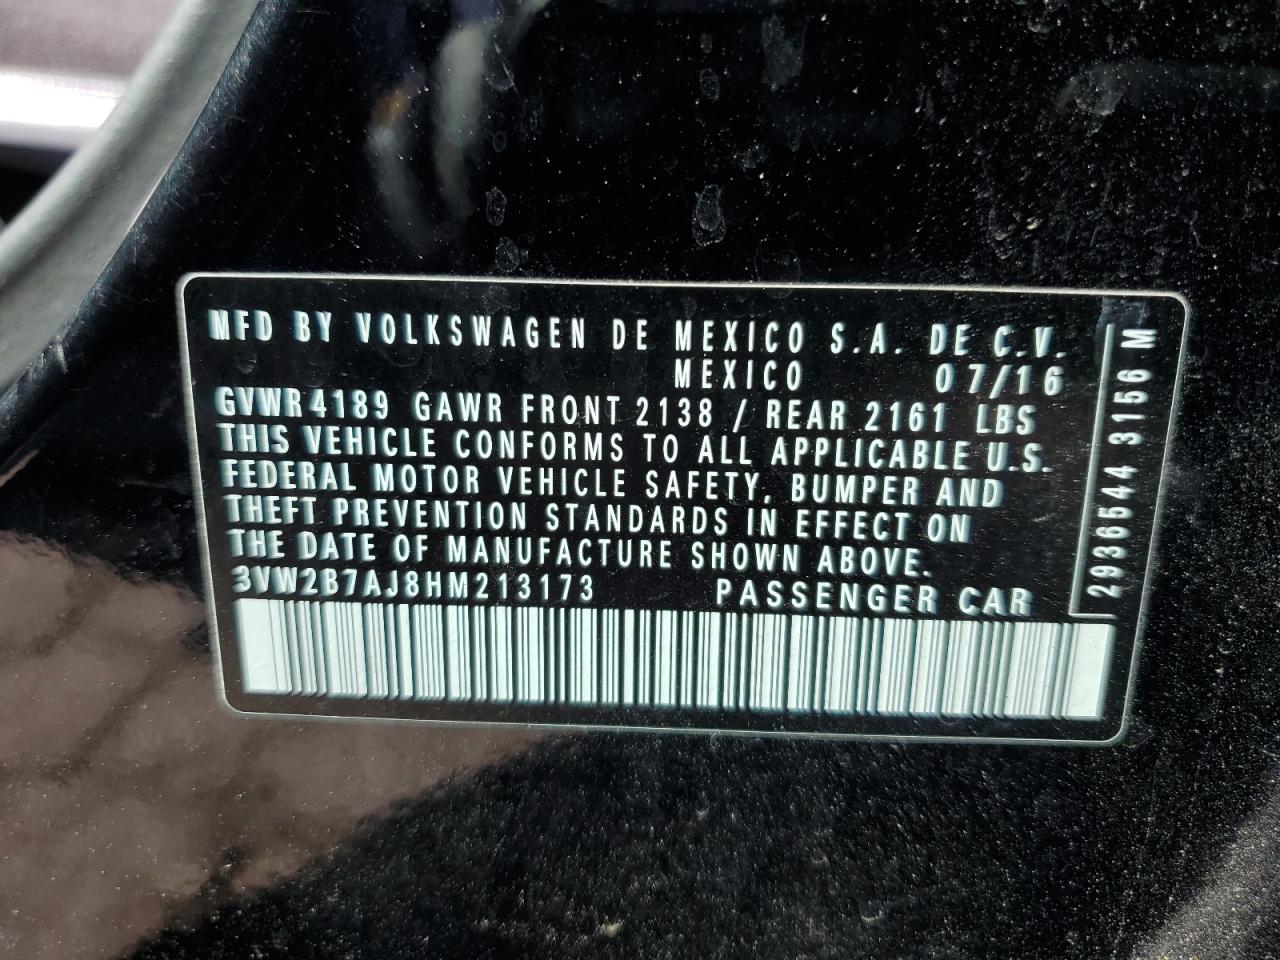 MFD BY VOLKSWAGEN DE MEXICO S.A. DE C.V.
MEXICO 07/16
GVWR 4189 GAWR FRONT 2138 / REAR 2161 LBS
THIS VEHICLE CONFORMS TO ALL APPLICABLE U.S.
FEDERAL MOTOR VEHICLE SAFETY, BUMPER AND
THEFT PREVENTION STANDARDS IN EFFECT ON
THE DATE OF MANUFACTURE SHOWN ABOVE.
3VW2B7AJ8HM213173 PASSENGER CAR
2936544 3156 M